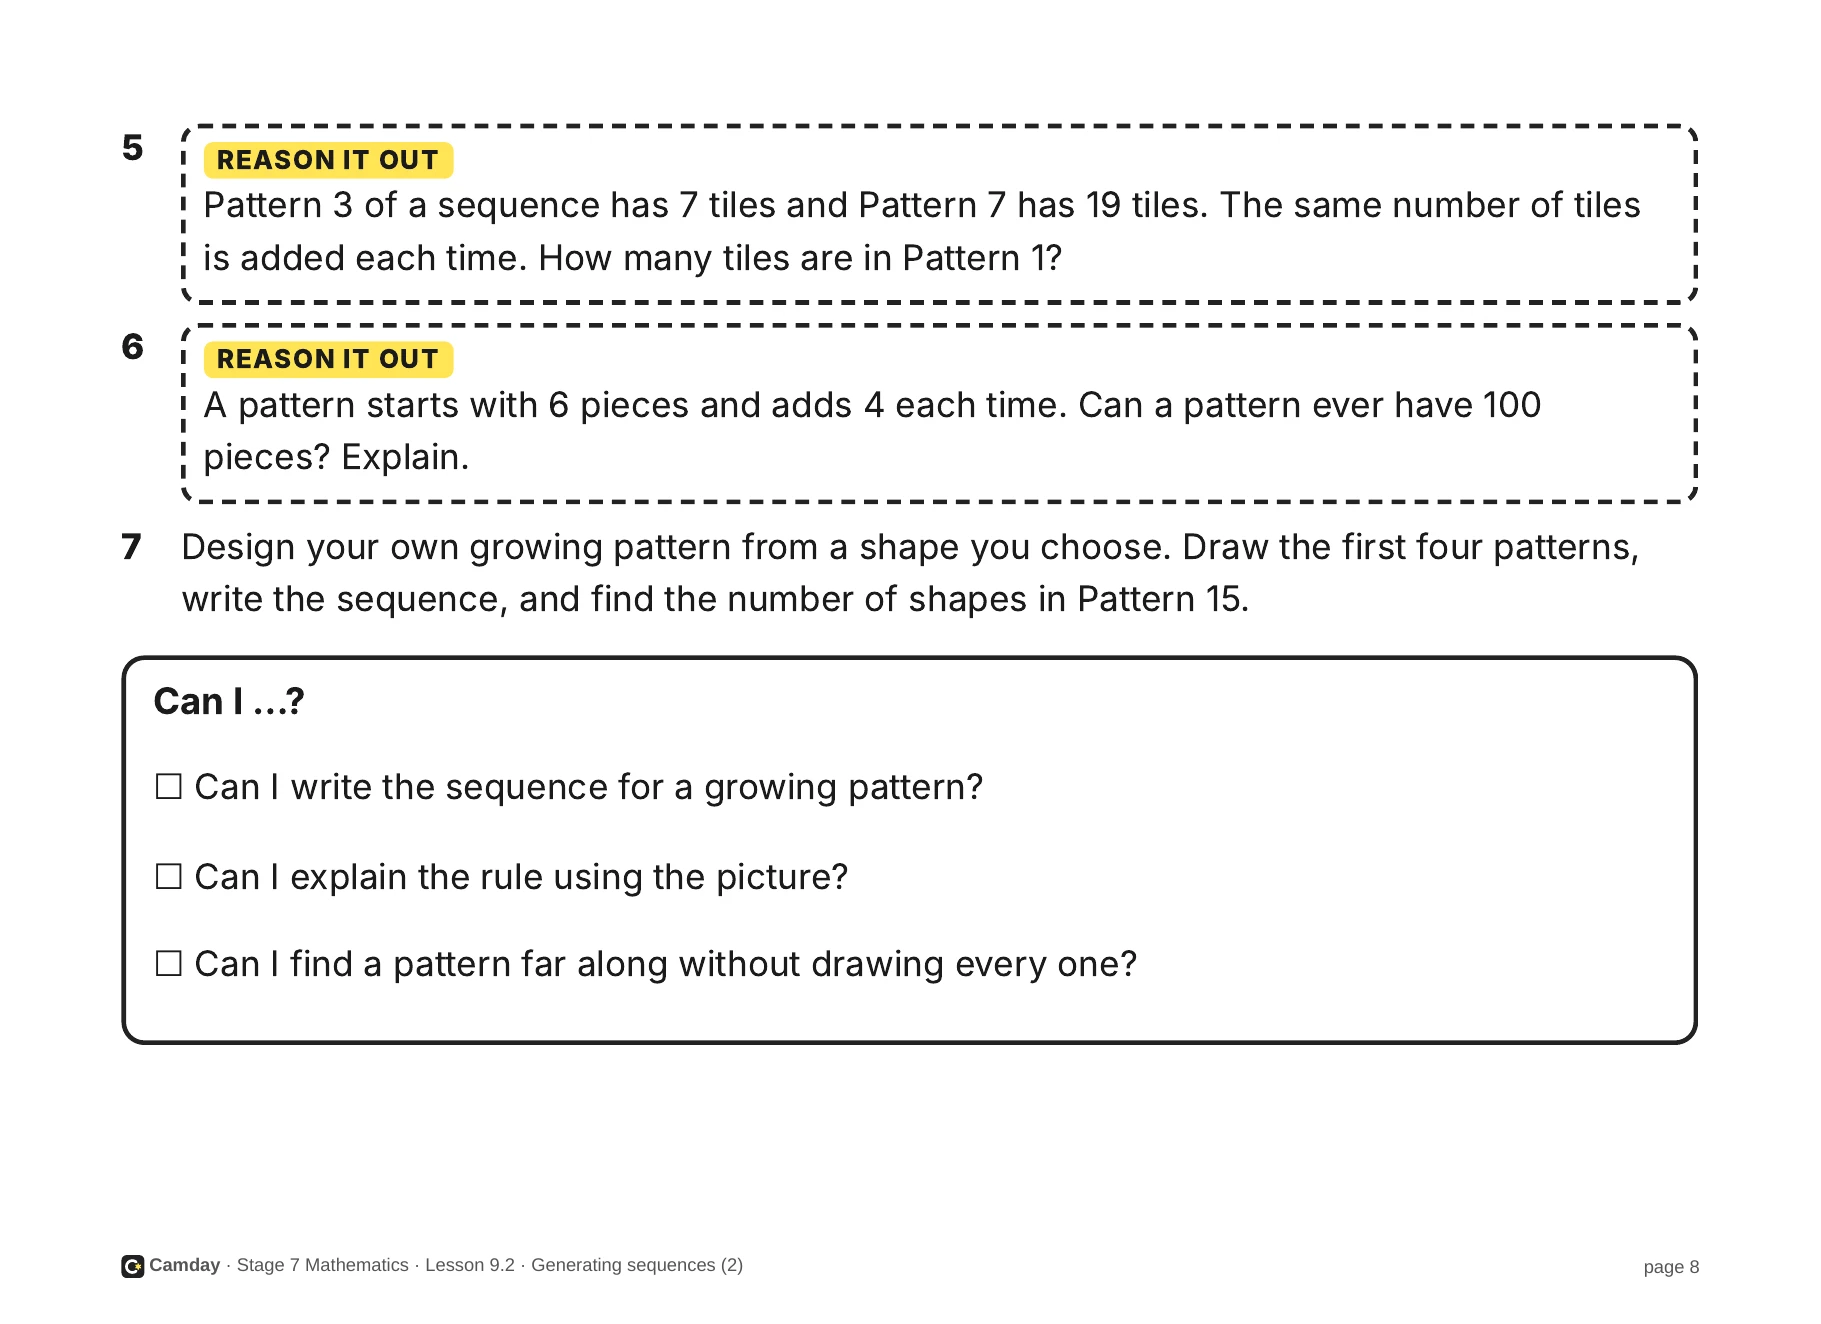 5
REASON IT OUT
Pattern 3 of a sequence has 7 tiles and Pattern 7 has 19 tiles. The same number of tiles
is added each time. How many tiles are in Pattern 1?
6
REASON IT OUT
A pattern starts with 6 pieces and adds 4 each time. Can a pattern ever have 100
pieces? Explain.
7 Design your own growing pattern from a shape you choose. Draw the first four patterns,
write the sequence, and find the number of shapes in Pattern 15.
Can I …?
☐ Can I write the sequence for a growing pattern?
☐ Can I explain the rule using the picture?
☐ Can I find a pattern far along without drawing every one?
Camday · Stage 7 Mathematics · Lesson 9.2 · Generating sequences (2)
page 8